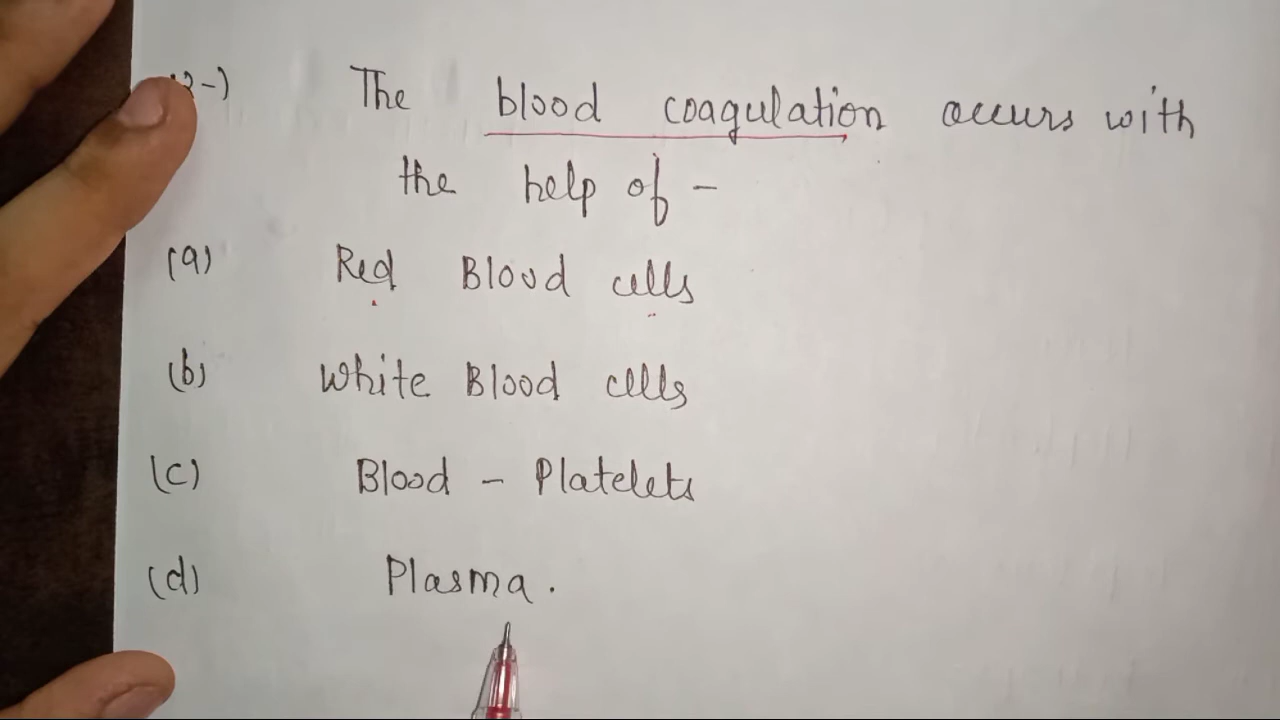 The blood coagulation occurs with
the help of -
(a) Red Blood cells
(b) White Blood cells
(c) Blood - Platelets
(d) Plasma.